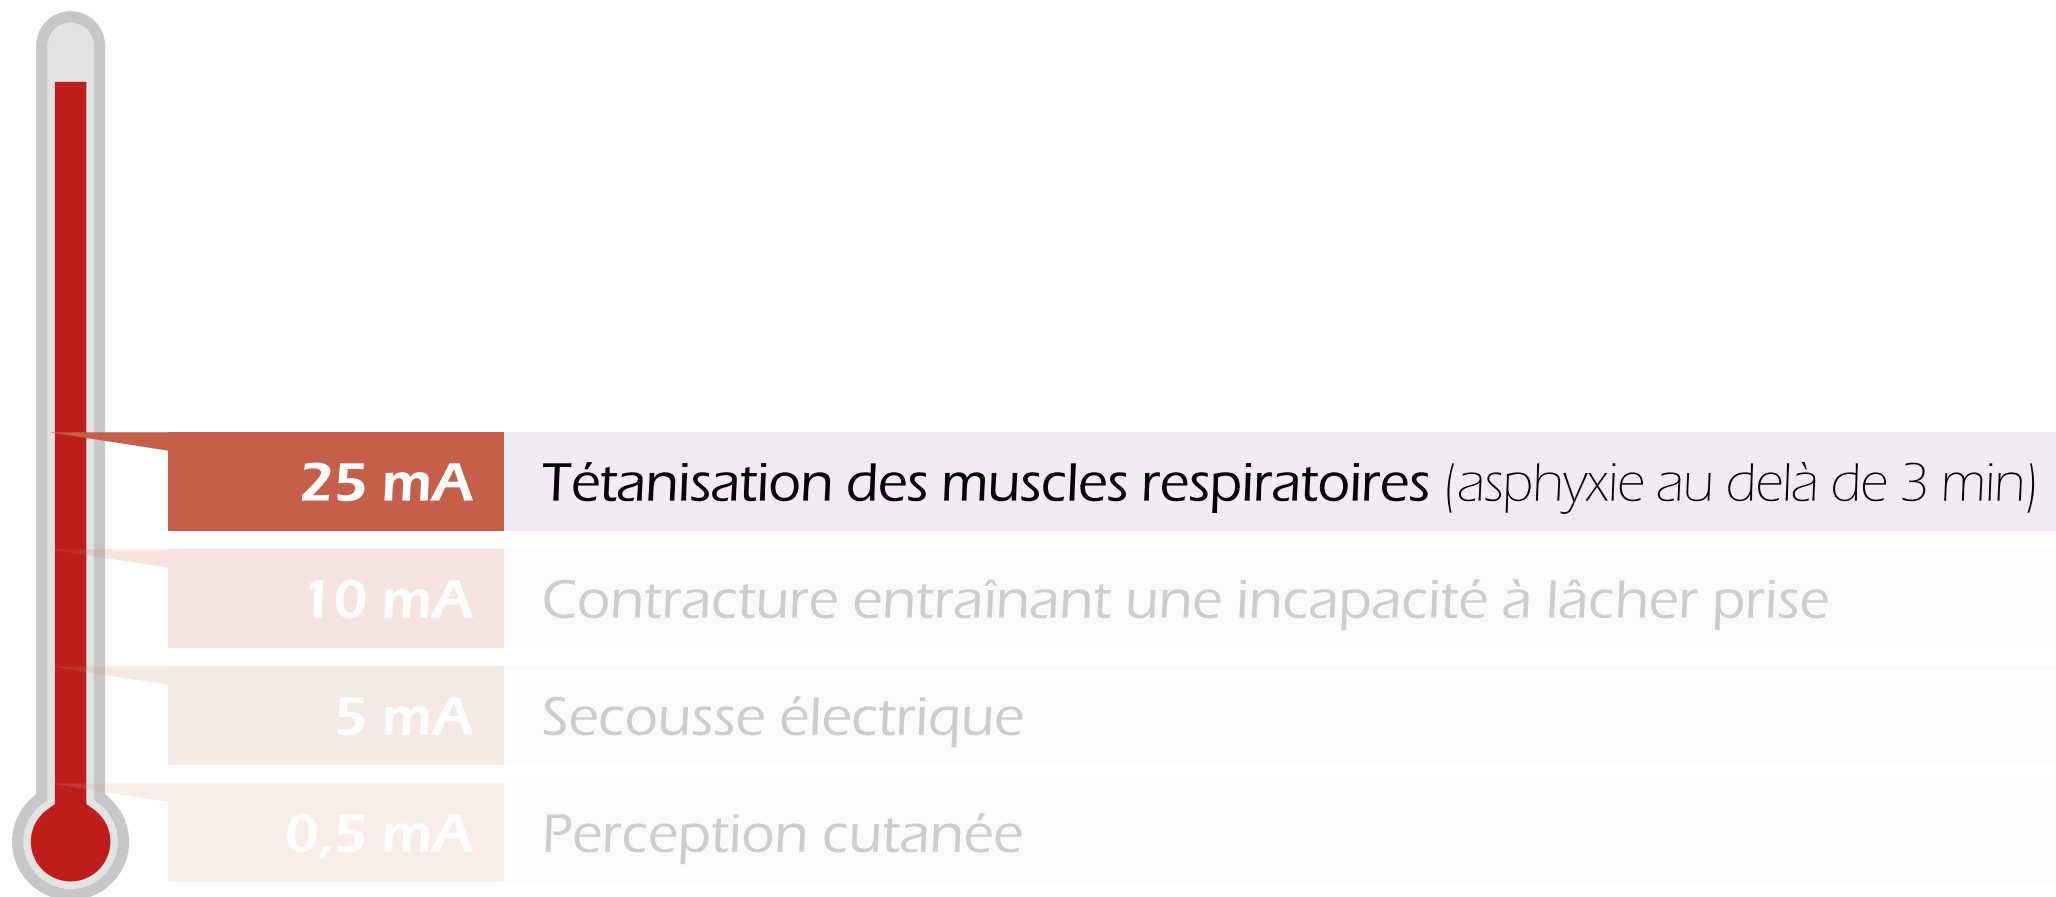 25 mA Tétanisation des muscles respiratoires (asphyxie au delà de 3 min)
10 mA Contracture entraînant une incapacité à lâcher prise
5 mA Secousse électrique
0,5 mA Perception cutanée